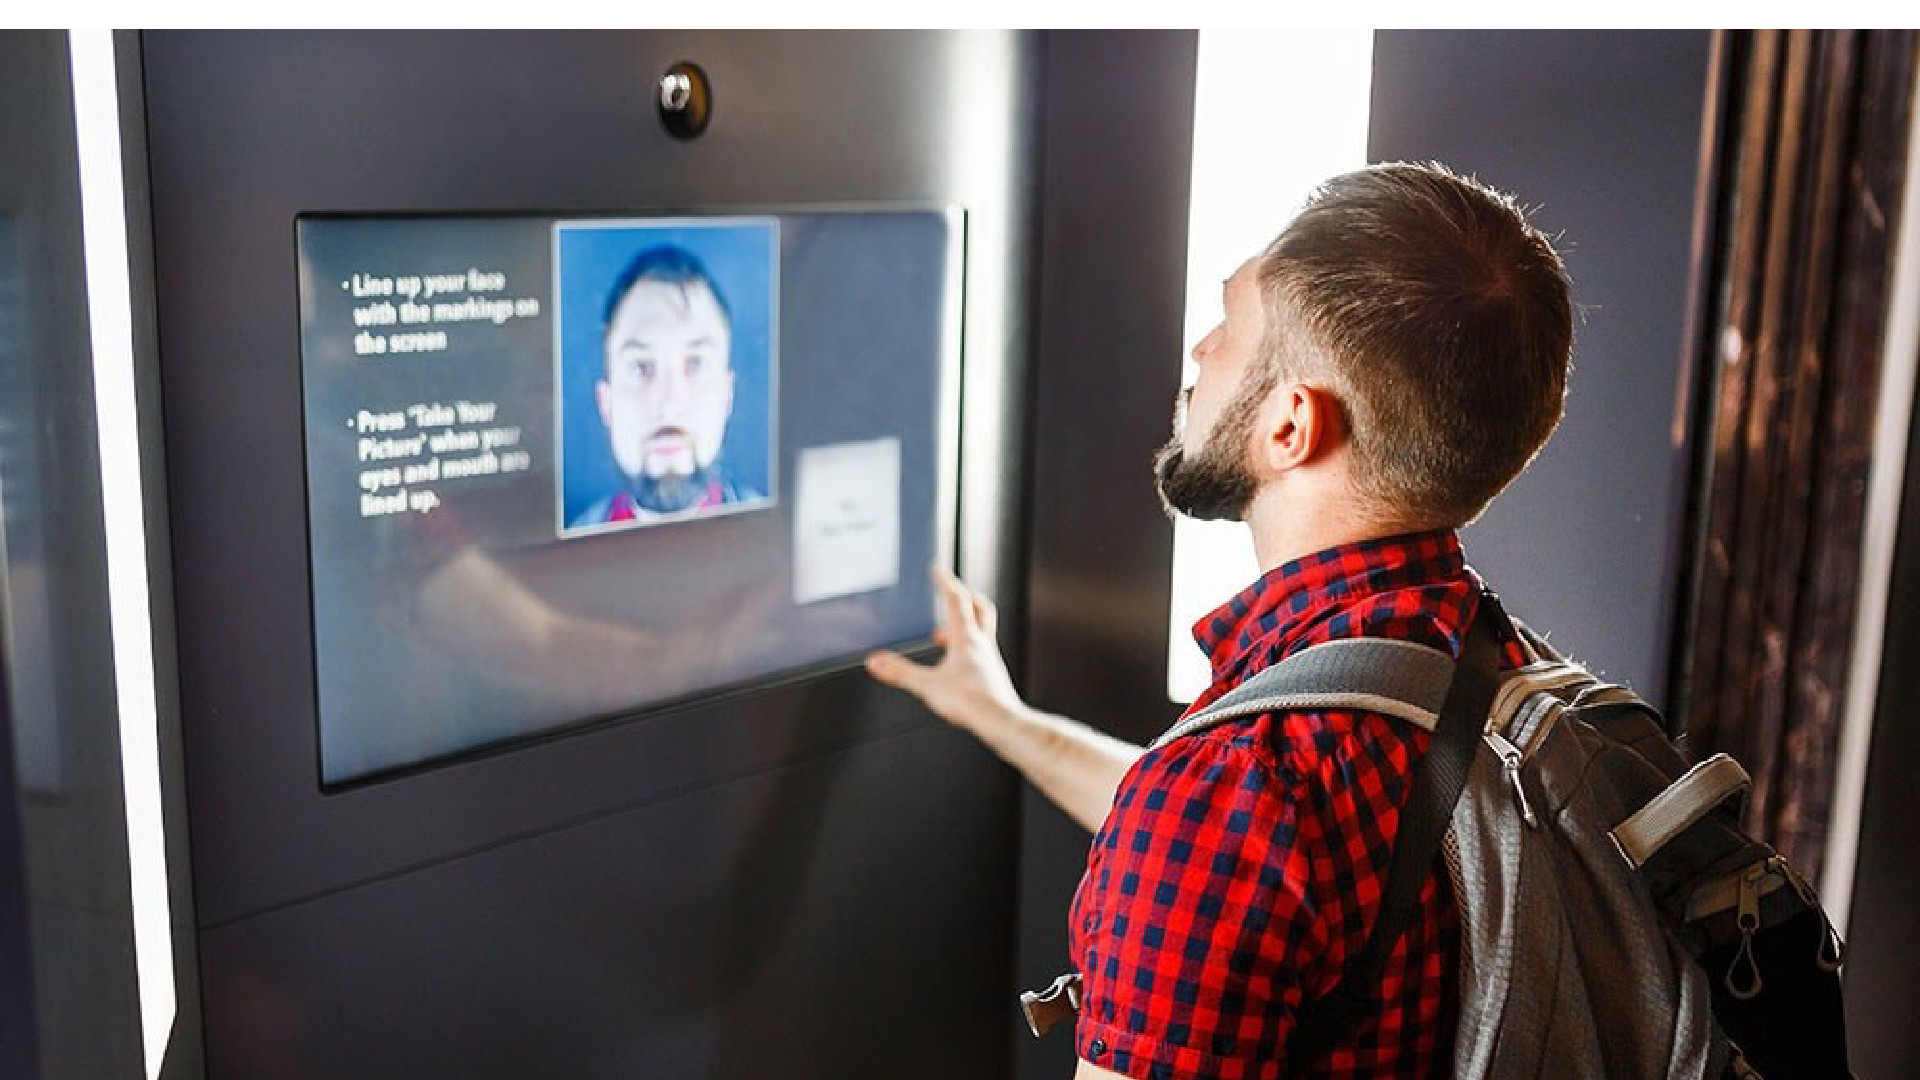 · Line up your face
with the markings on
the screen
· Press "Take Your
Picture" when your
eyes and mouth are
lined up.